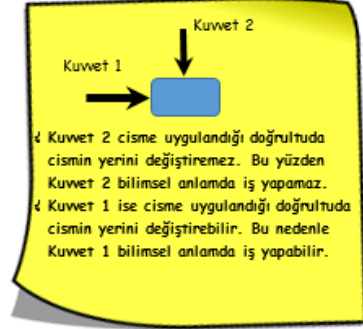 Kuvvet 2
Kuvvet 1
Kuvvet 2 cisme uygulandığı doğrultuda
cismin yerini değiştiremez. Bu yüzden
Kuvvet 2 bilimsel anlamda iş yapamaz.
Kuvvet 1 ise cisme uygulandığı doğrultuda
cismin yerini değiştirebilir. Bu nedenle
Kuvvet 1 bilimsel anlamda iş yapabilir.